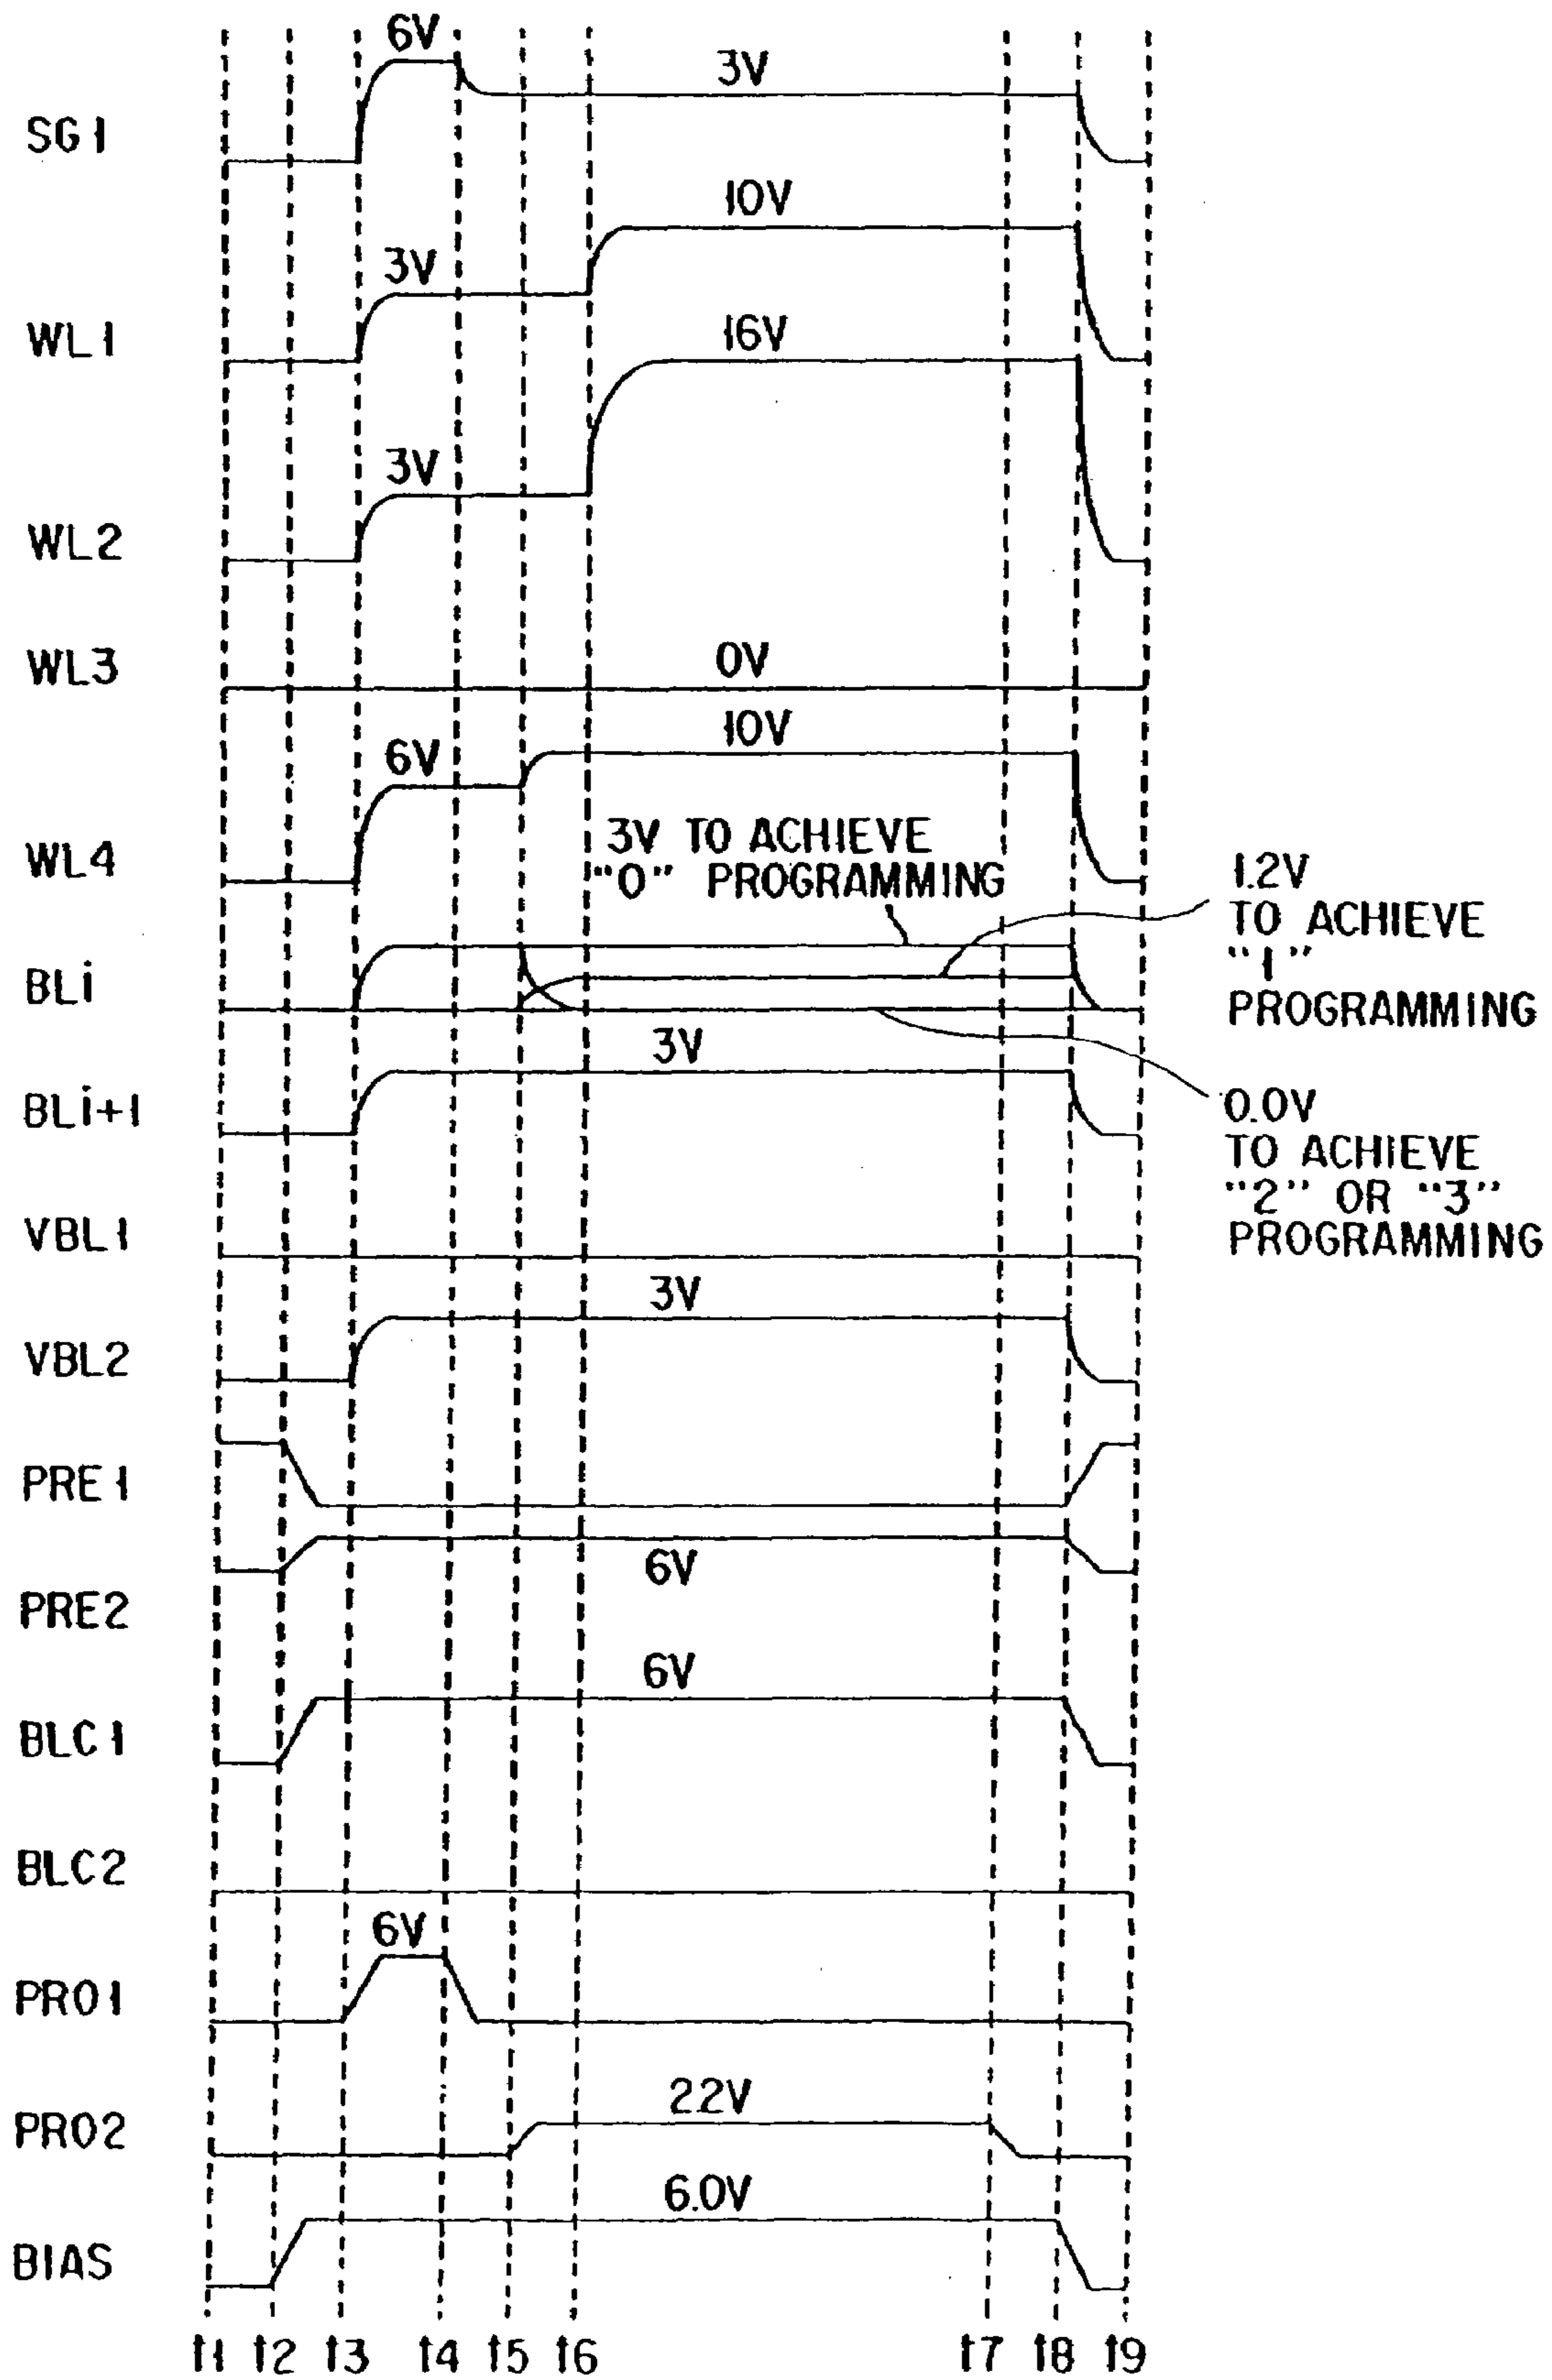 6V
3V
SG1
10V
3V
WL1
16V
3V
WL2
0V
WL3
10V
6V
WL4
3V TO ACHIEVE
"0" PROGRAMMING
1.2V
TO ACHIEVE
"1"
PROGRAMMING
BLi
3V
BLi+1
0.0V
TO ACHIEVE
"2" OR "3"
PROGRAMMING
VBL1
3V
VBL2
PRE1
6V
PRE2
6V
BLC1
BLC2
6V
PRO1
2.2V
PRO2
6.0V
BIAS
t1 t2 t3 t4 t5 t6 t7 t8 t9